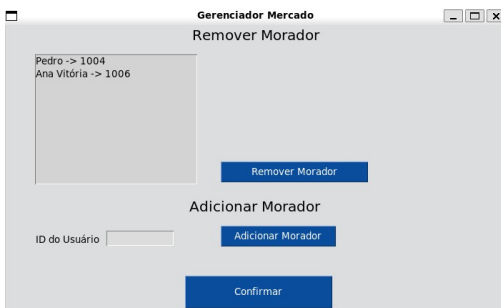 Gerenciador Mercado
Remover Morador
Pedro -> 1004
Ana Vitória -> 1006
Remover Morador
Adicionar Morador
ID do Usuário
Adicionar Morador
Confirmar